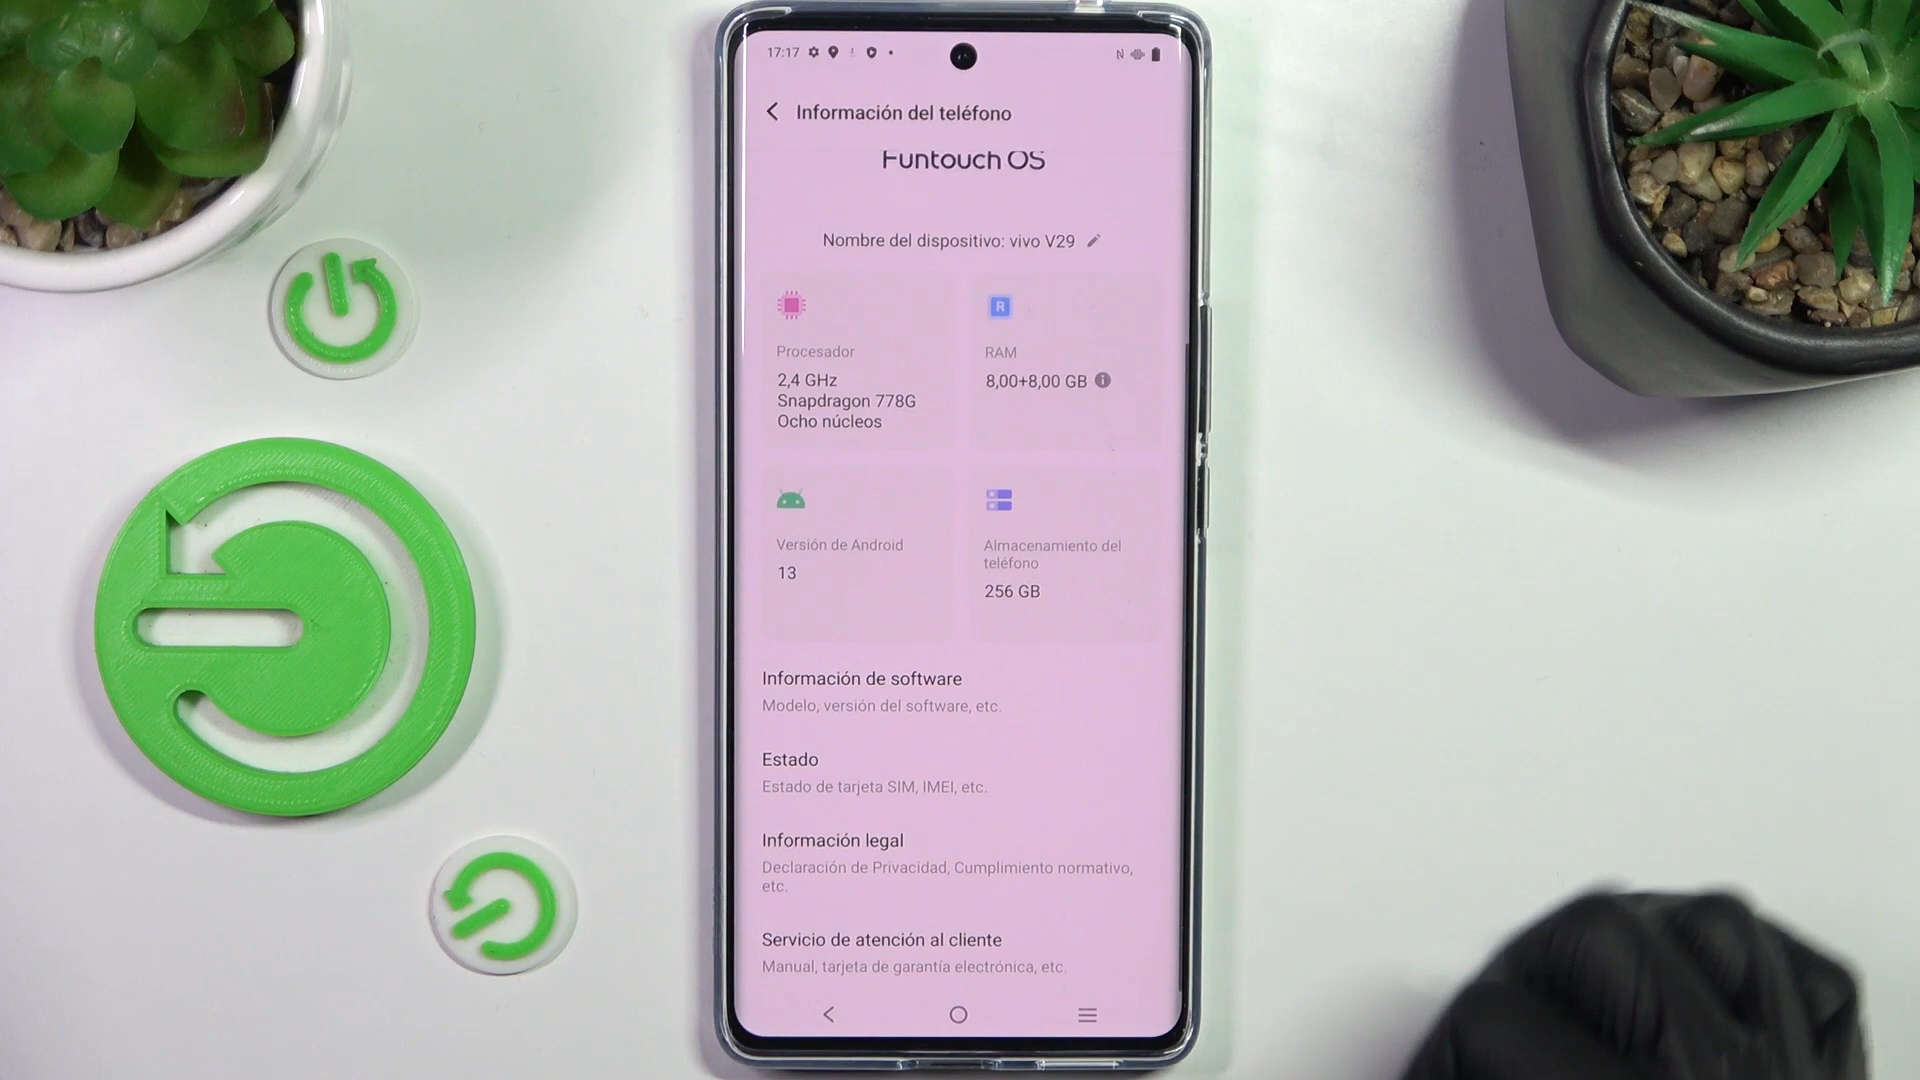 17:17
Información del teléfono
Funtouch OS
Nombre del dispositivo: vivo V29
Procesador
2,4 GHz
Snapdragon 778G
Ocho núcleos
R
RAM
8,00+8,00 GB
Versión de Android
13
Almacenamiento del
teléfono
256 GB
Información de software
Modelo, versión del software, etc.
Estado
Estado de tarjeta SIM, IMEI, etc.
Información legal
Declaración de Privacidad, Cumplimiento normativo,
etc.
Servicio de atención al cliente
Manual, tarjeta de garantía electrónica, etc.